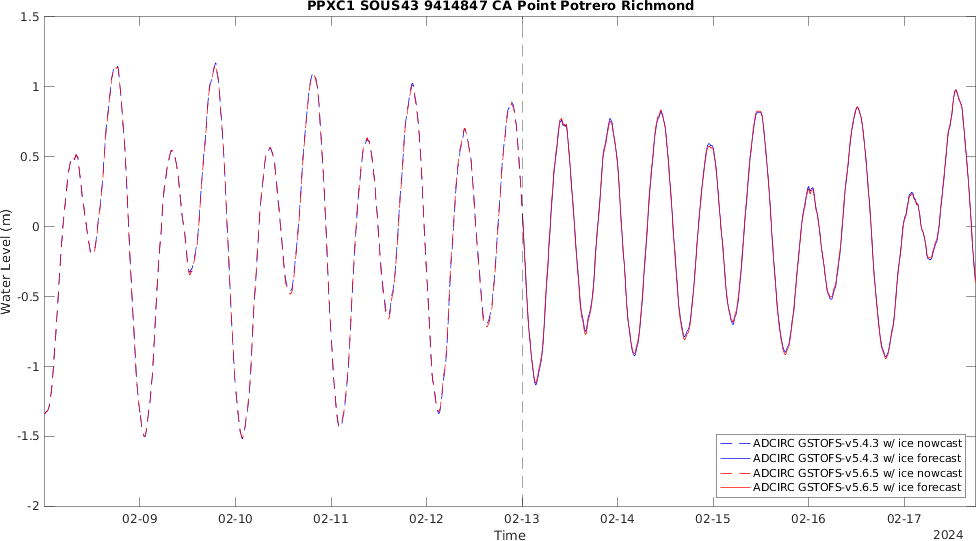 PPXC1 SOUS43 9414847 CA Point Potrero Richmond
1.5
1
0.5
0
-0.5
-1
-1.5
-2
Water Level (m)
02-09 02-10 02-11 02-12 02-13 02-14 02-15 02-16 02-17
Time
2024
ADCIRC GSTOFS-v5.4.3 w/ ice nowcast
ADCIRC GSTOFS-v5.4.3 w/ ice forecast
ADCIRC GSTOFS-v5.6.5 w/ ice nowcast
ADCIRC GSTOFS-v5.6.5 w/ ice forecast